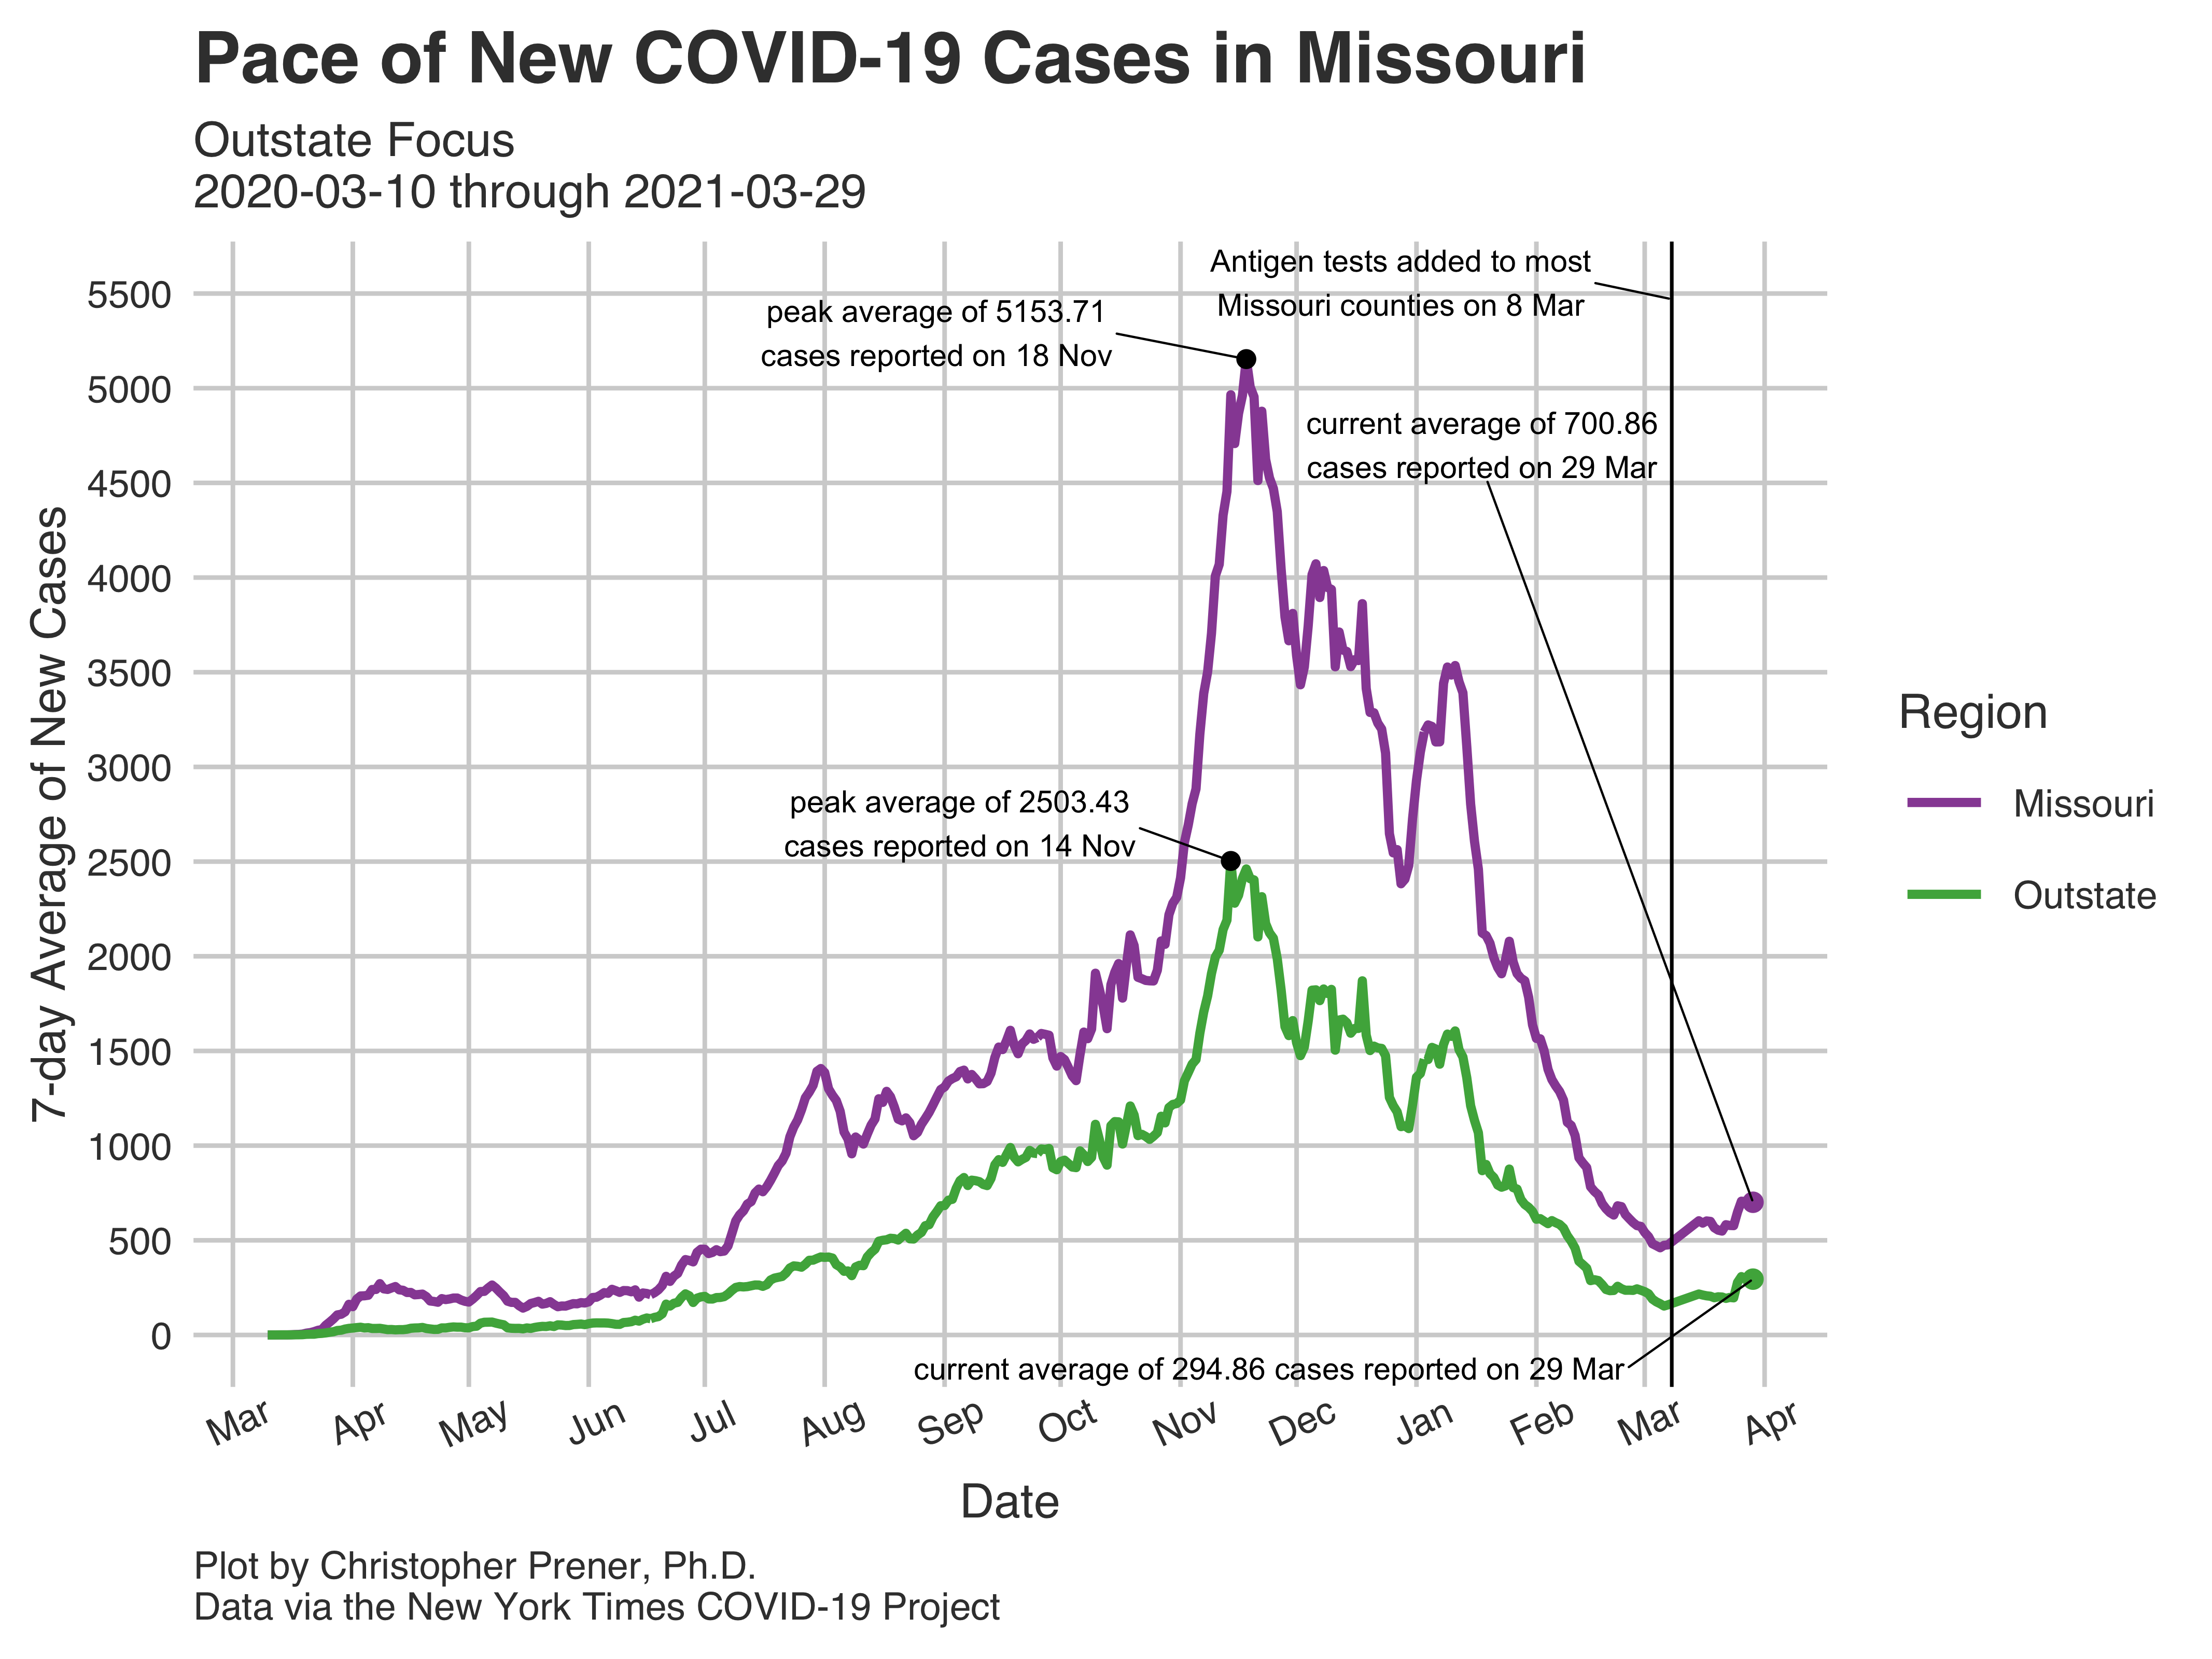 Pace of New COVID-19 Cases in Missouri
Outstate Focus
2020-03-10 through 2021-03-29
Antigen tests added to most
Missouri counties on 8 Mar
peak average of 5153.71
cases reported on 18 Nov
current average of 700.86
cases reported on 29 Mar
peak average of 2503.43
cases reported on 14 Nov
current average of 294.86 cases reported on 29 Mar
7-day Average of New Cases
5500
5000
4500
4000
3500
3000
2500
2000
1500
1000
500
0
Mar Apr May Jun Jul Aug Sep Oct Nov Dec Jan Feb Mar Apr
Date
Region
Missouri
Outstate
Plot by Christopher Prener, Ph.D.
Data via the New York Times COVID-19 Project